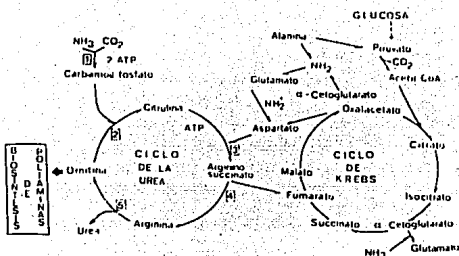 GLUCOSA
NH3 CO2
1 2 ATP
Carbamoil fosfato
Alanina
Piruvato
CO2
Acetil CoA
NH2
Glutamato
α-Cetoglutarato
NH2
Oxalacetato
Citrulina
ATP
Aspartato
2
3
Citrato
CICLO
DE LA
UREA
Ornitina
BIOSINTESIS
DE
POLIAMINAS
Arginino
succinato
4
Malato
CICLO
DE
KREBS
Fumarato
Isocitrato
5
Urea
Arginina
Succinato
α Cetoglutarato
NH3
Glutamato